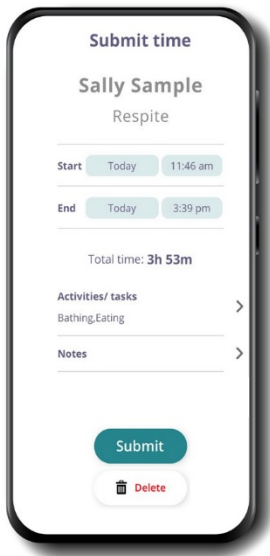 Submit time
Sally Sample
Respite
Start Today 11:46 am
End Today 3:39 pm
Total time: 3h 53m
Activities/ tasks
Bathing,Eating
Notes
Submit
Delete